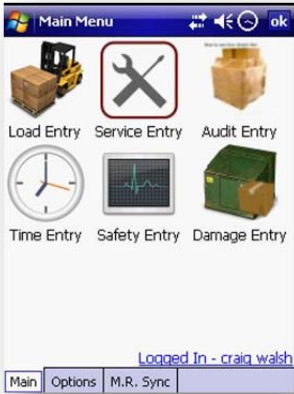 Main Menu
ok
Load Entry
Service Entry
Audit Entry
Time Entry
Safety Entry
Damage Entry
Logged In - craig walsh
Main
Options
M.R. Sync